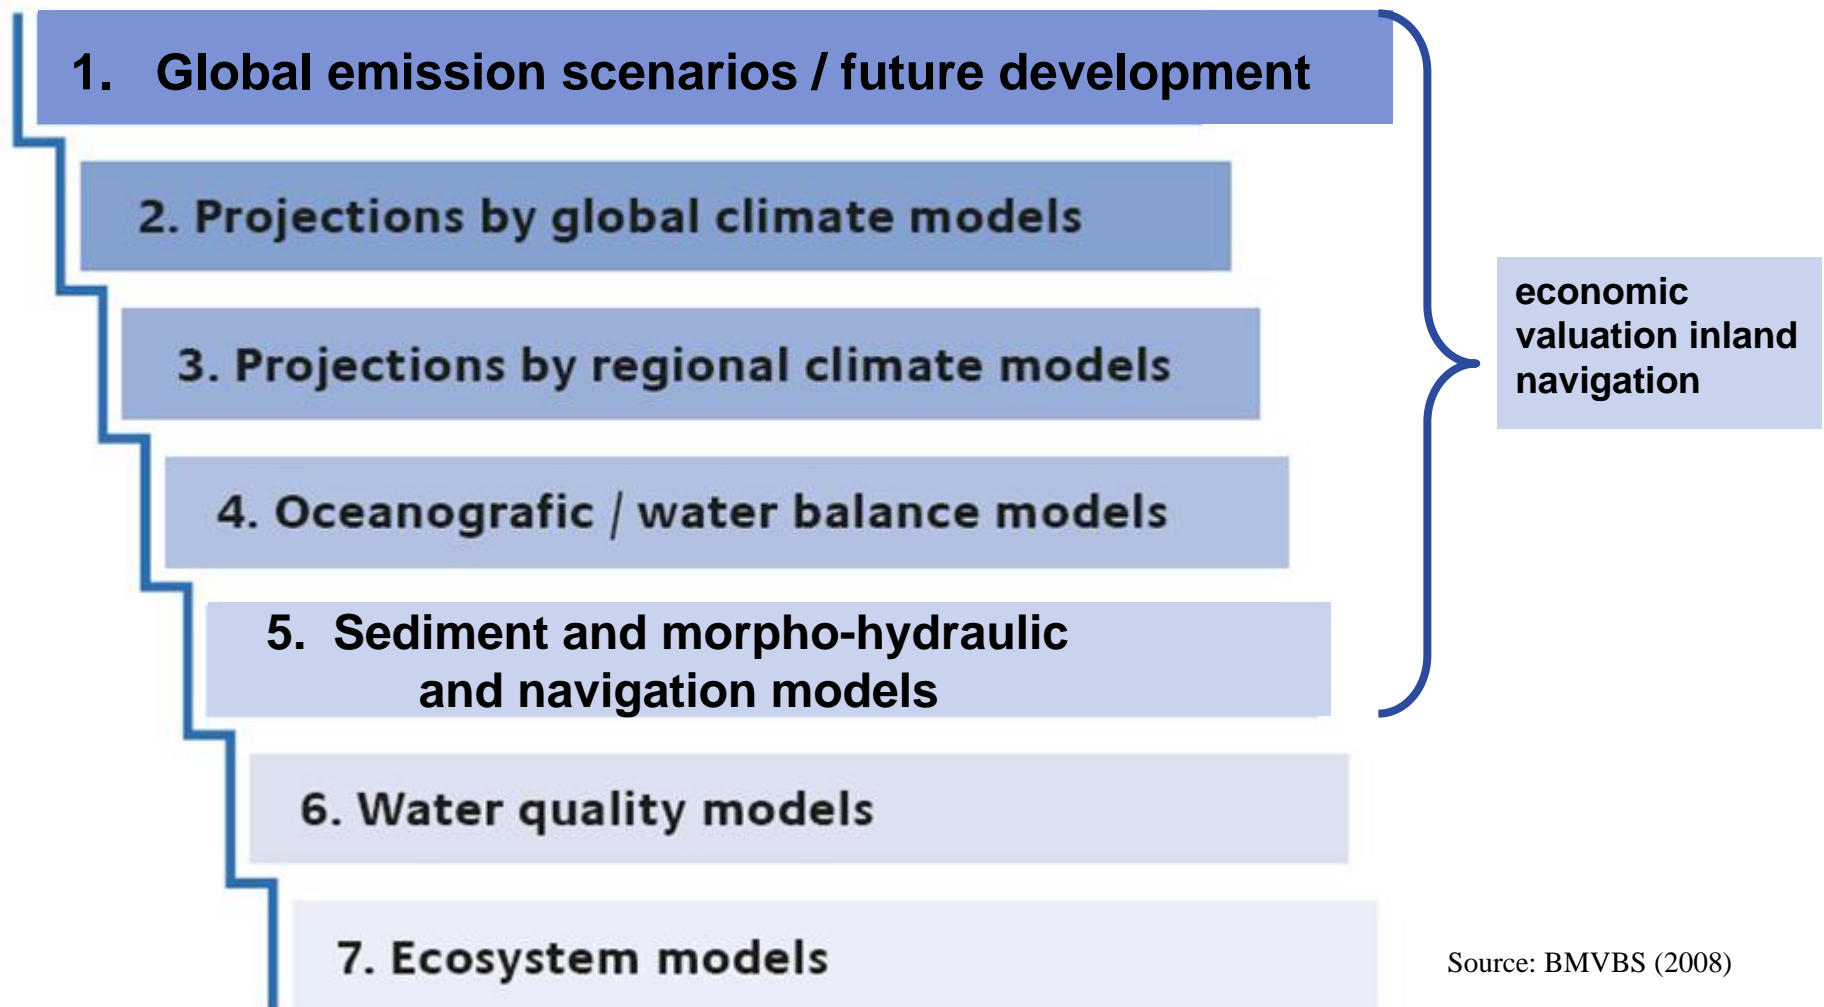 1. Global emission scenarios / future development
2. Projections by global climate models
3. Projections by regional climate models
4. Oceanografic / water balance models
5. Sediment and morpho-hydraulic
and navigation models
6. Water quality models
7. Ecosystem models
economic
valuation inland
navigation
Source: BMVBS (2008)